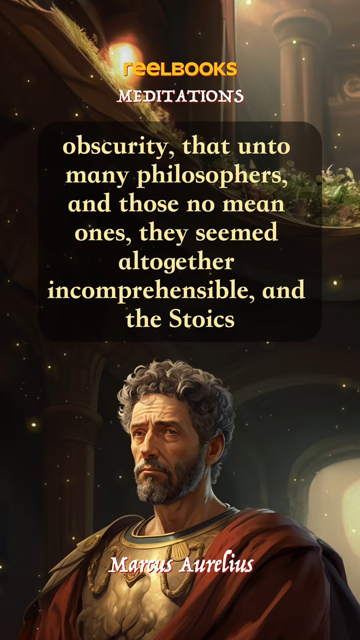 reelbooks
MEDITATIONS
obscurity, that unto
many philosophers,
and those no mean
ones, they seemed
altogether
incomprehensible, and
the Stoics
Marcus Aurelius